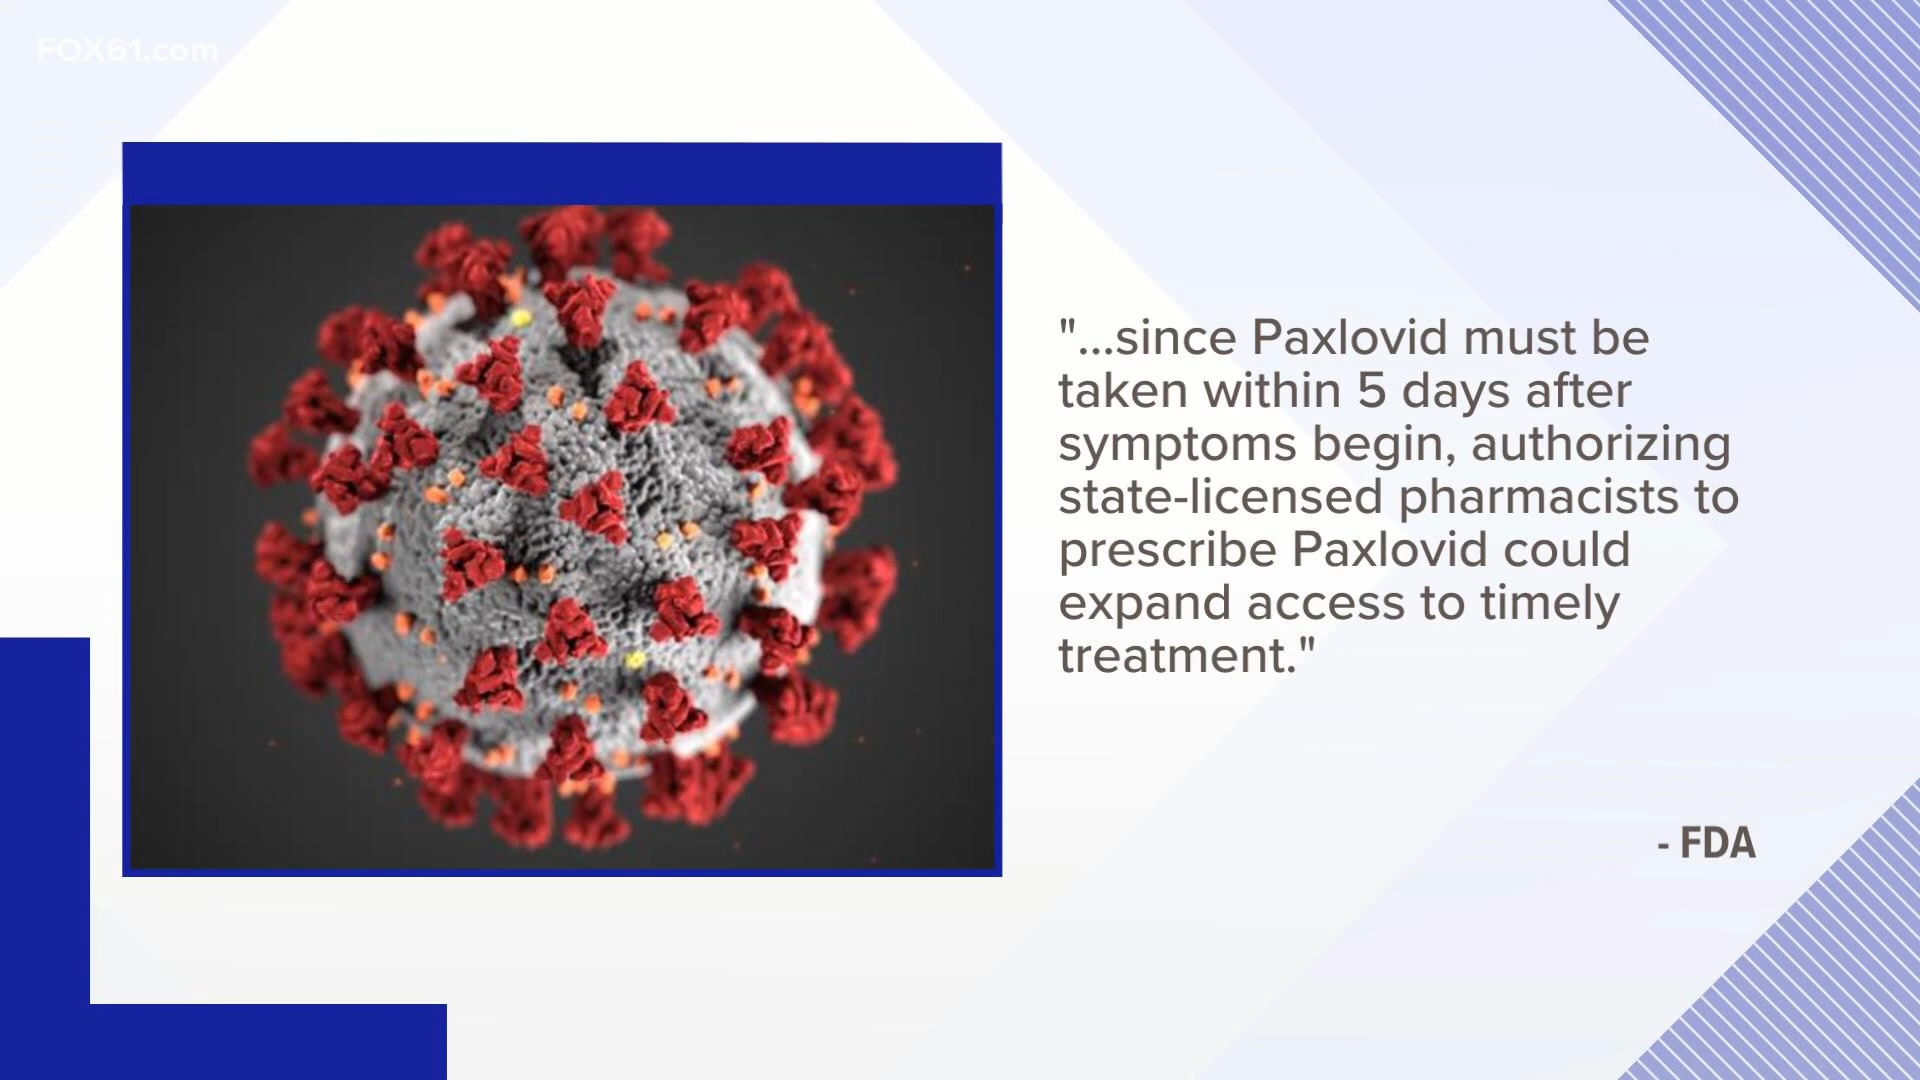 FOX61.com
"...since Paxlovid must be
taken within 5 days after
symptoms begin, authorizing
state-licensed pharmacists to
prescribe Paxlovid could
expand access to timely
treatment."
- FDA